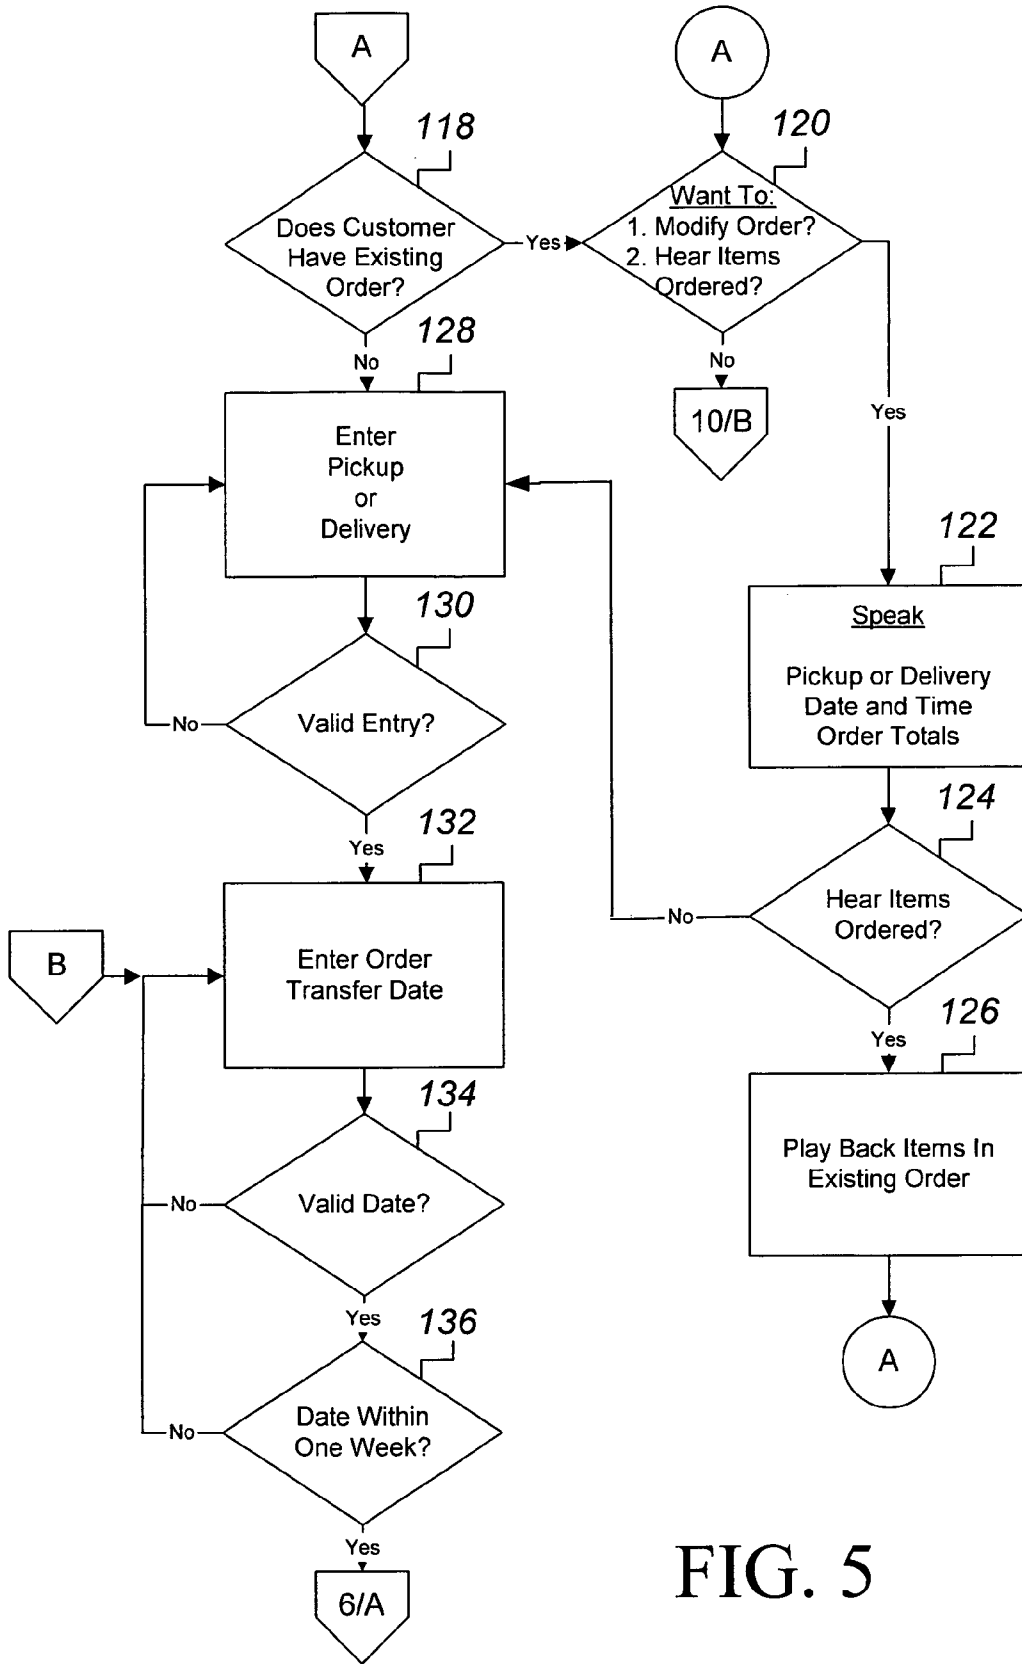 A
A
118
120
Does Customer
Have Existing
Order?
Yes
Want To:
1. Modify Order?
2. Hear Items
Ordered?
No
128
No
10/B
Yes
Enter
Pickup
or
Delivery
122
Speak
Pickup or Delivery
Date and Time
Order Totals
130
No
Valid Entry?
Yes
132
124
Hear Items
Ordered?
No
B
Enter Order
Transfer Date
Yes
126
134
Play Back Items In
Existing Order
No
Valid Date?
Yes
136
A
No
Date Within
One Week?
Yes
6/A
FIG. 5